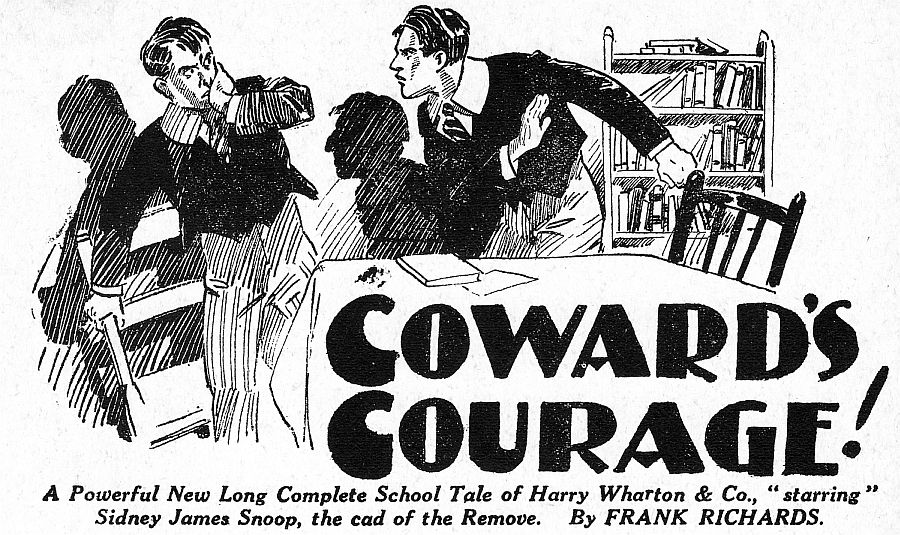 COWARD'S
COURAGE!
A Powerful New Long Complete School Tale of Harry Wharton & Co., "starring"
Sidney James Snoop, the cad of the Remove. By FRANK RICHARDS.